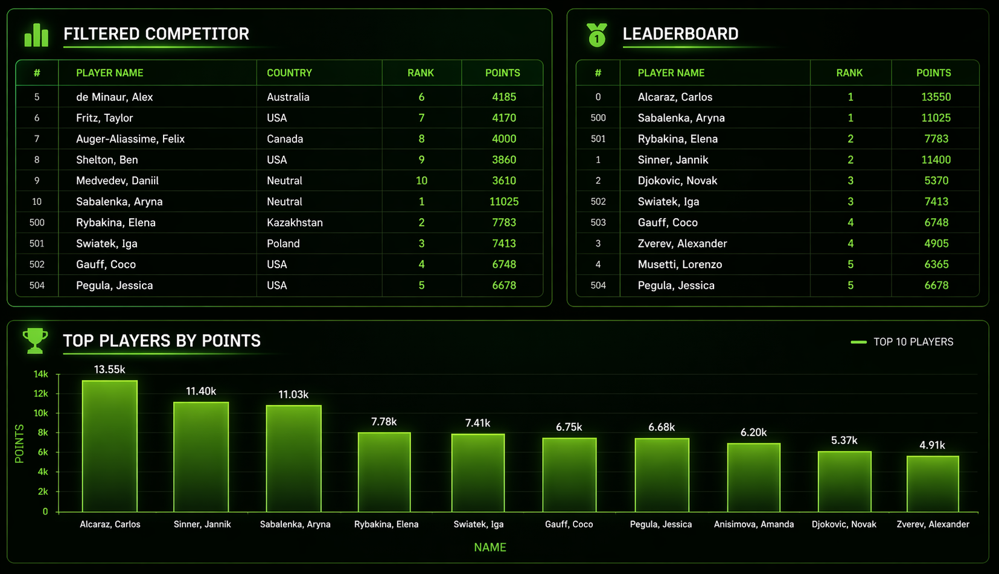 FILTERED COMPETITOR
# PLAYER NAME COUNTRY RANK POINTS
5 de Minaur, Alex Australia 6 4185
6 Fritz, Taylor USA 7 4170
7 Auger-Aliassime, Felix Canada 8 4000
8 Shelton, Ben USA 9 3860
9 Medvedev, Daniil Neutral 10 3610
10 Sabalenka, Aryna Neutral 1 11025
500 Rybakina, Elena Kazakhstan 2 7783
501 Swiatek, Iga Poland 3 7413
502 Gauff, Coco USA 4 6748
504 Pegula, Jessica USA 5 6678
1 LEADERBOARD
# PLAYER NAME RANK POINTS
0 Alcaraz, Carlos 1 13550
500 Sabalenka, Aryna 1 11025
501 Rybakina, Elena 2 7783
1 Sinner, Jannik 2 11400
2 Djokovic, Novak 3 5370
502 Swiatek, Iga 3 7413
503 Gauff, Coco 4 6748
3 Zverev, Alexander 4 4905
4 Musetti, Lorenzo 5 6365
504 Pegula, Jessica 5 6678
TOP PLAYERS BY POINTS
TOP 10 PLAYERS
POINTS
14k
12k
10k
8k
6k
4k
2k
0
13.55k 11.40k 11.03k 7.78k 7.41k 6.75k 6.68k 6.20k 5.37k 4.91k
Alcaraz, Carlos Sinner, Jannik Sabalenka, Aryna Rybakina, Elena Swiatek, Iga Gauff, Coco Pegula, Jessica Anisimova, Amanda Djokovic, Novak Zverev, Alexander
NAME